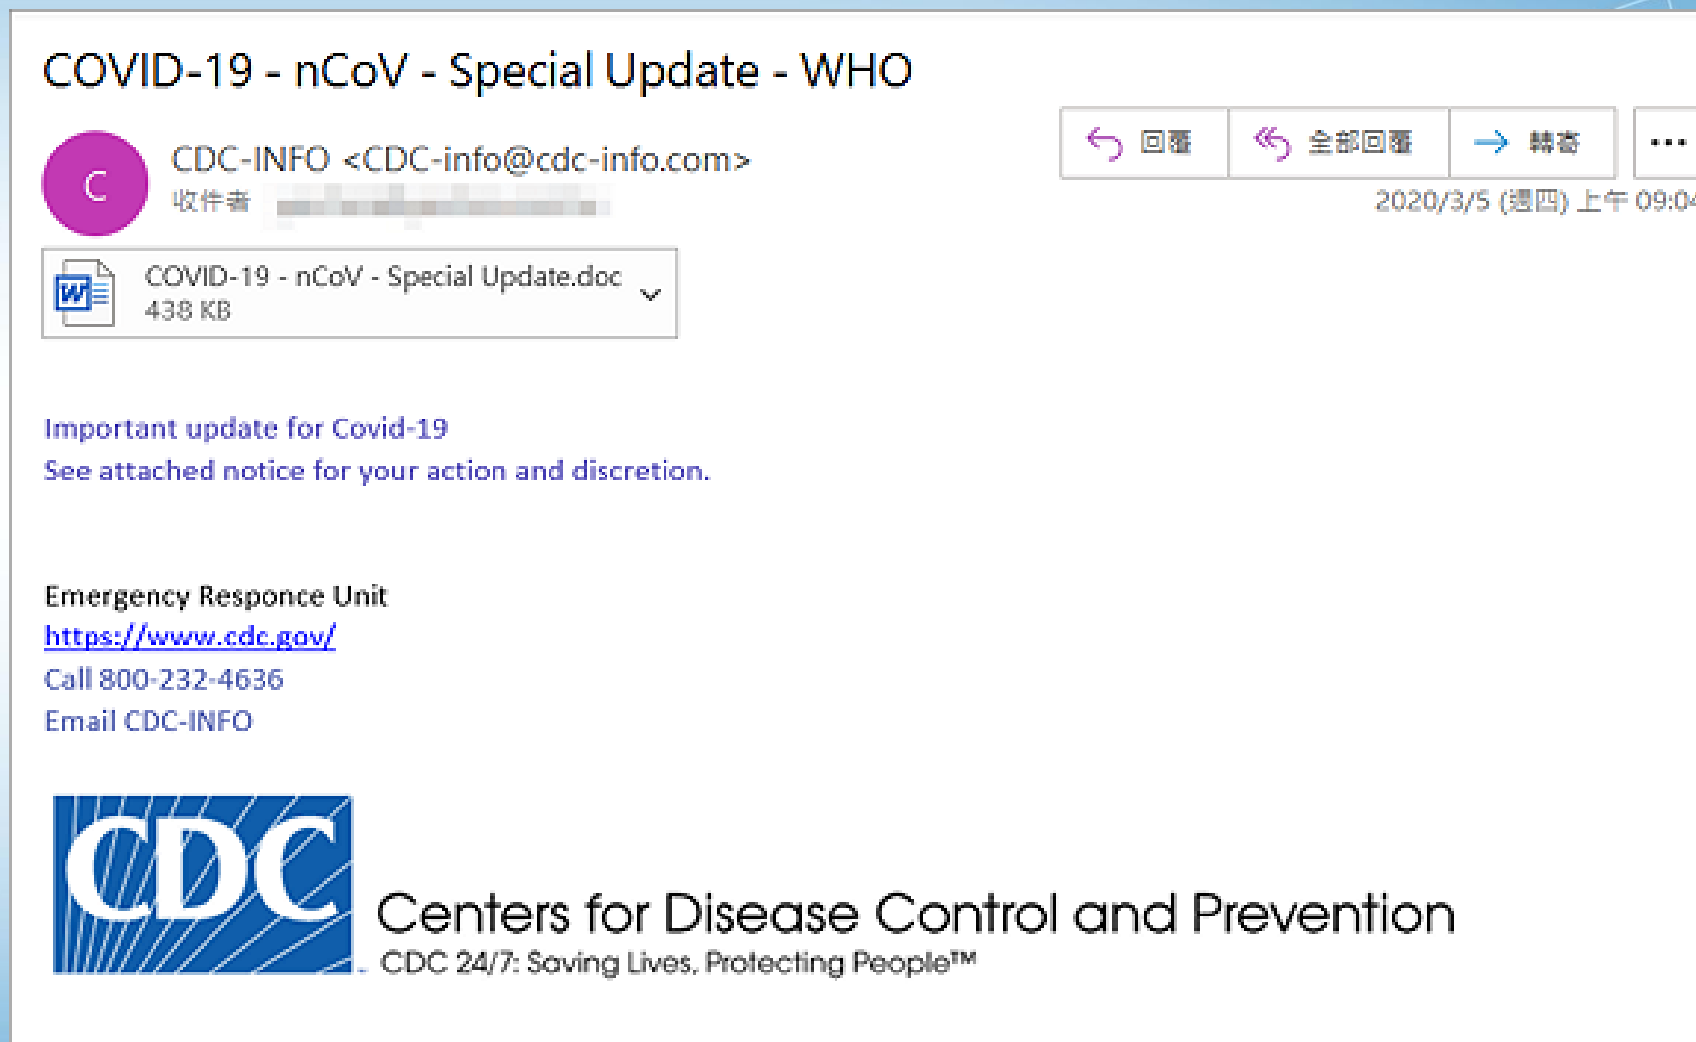 COVID-19 - nCoV - Special Update - WHO
CDC-INFO <CDC-info@cdc-info.com>
收件者
回覆
全部回覆
轉寄
2020/3/5 (週四) 上午 09:04
COVID-19 - nCoV - Special Update.doc
438 KB
Important update for Covid-19
See attached notice for your action and discretion.
Emergency Responce Unit
https://www.cdc.gov/
Call 800-232-4636
Email CDC-INFO
CDC
Centers for Disease Control and Prevention
CDC 24/7: Saving Lives, Protecting People™